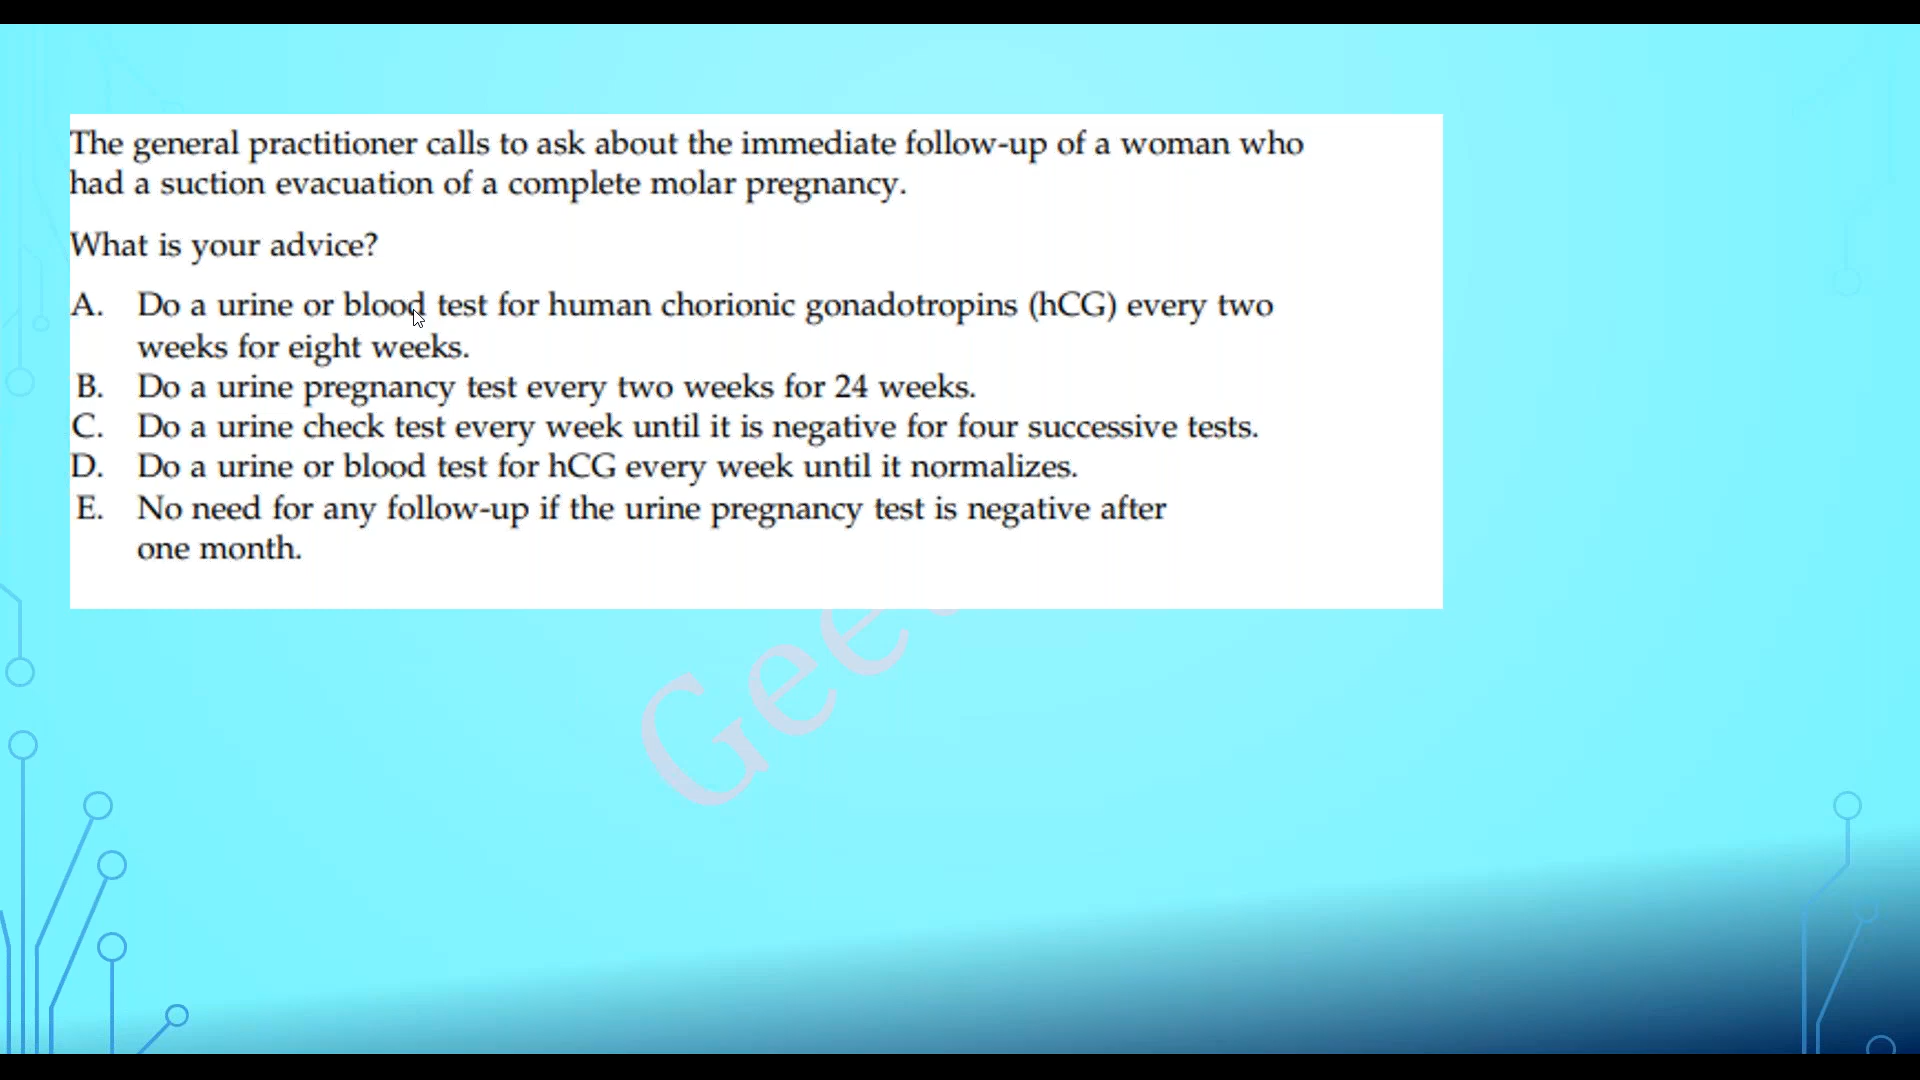 The general practitioner calls to ask about the immediate follow-up of a woman who
had a suction evacuation of a complete molar pregnancy.
What is your advice?
A. Do a urine or blood test for human chorionic gonadotropins (hCG) every two
weeks for eight weeks.
B. Do a urine pregnancy test every two weeks for 24 weeks.
C. Do a urine check test every week until it is negative for four successive tests.
D. Do a urine or blood test for hCG every week until it normalizes.
E. No need for any follow-up if the urine pregnancy test is negative after
one month.